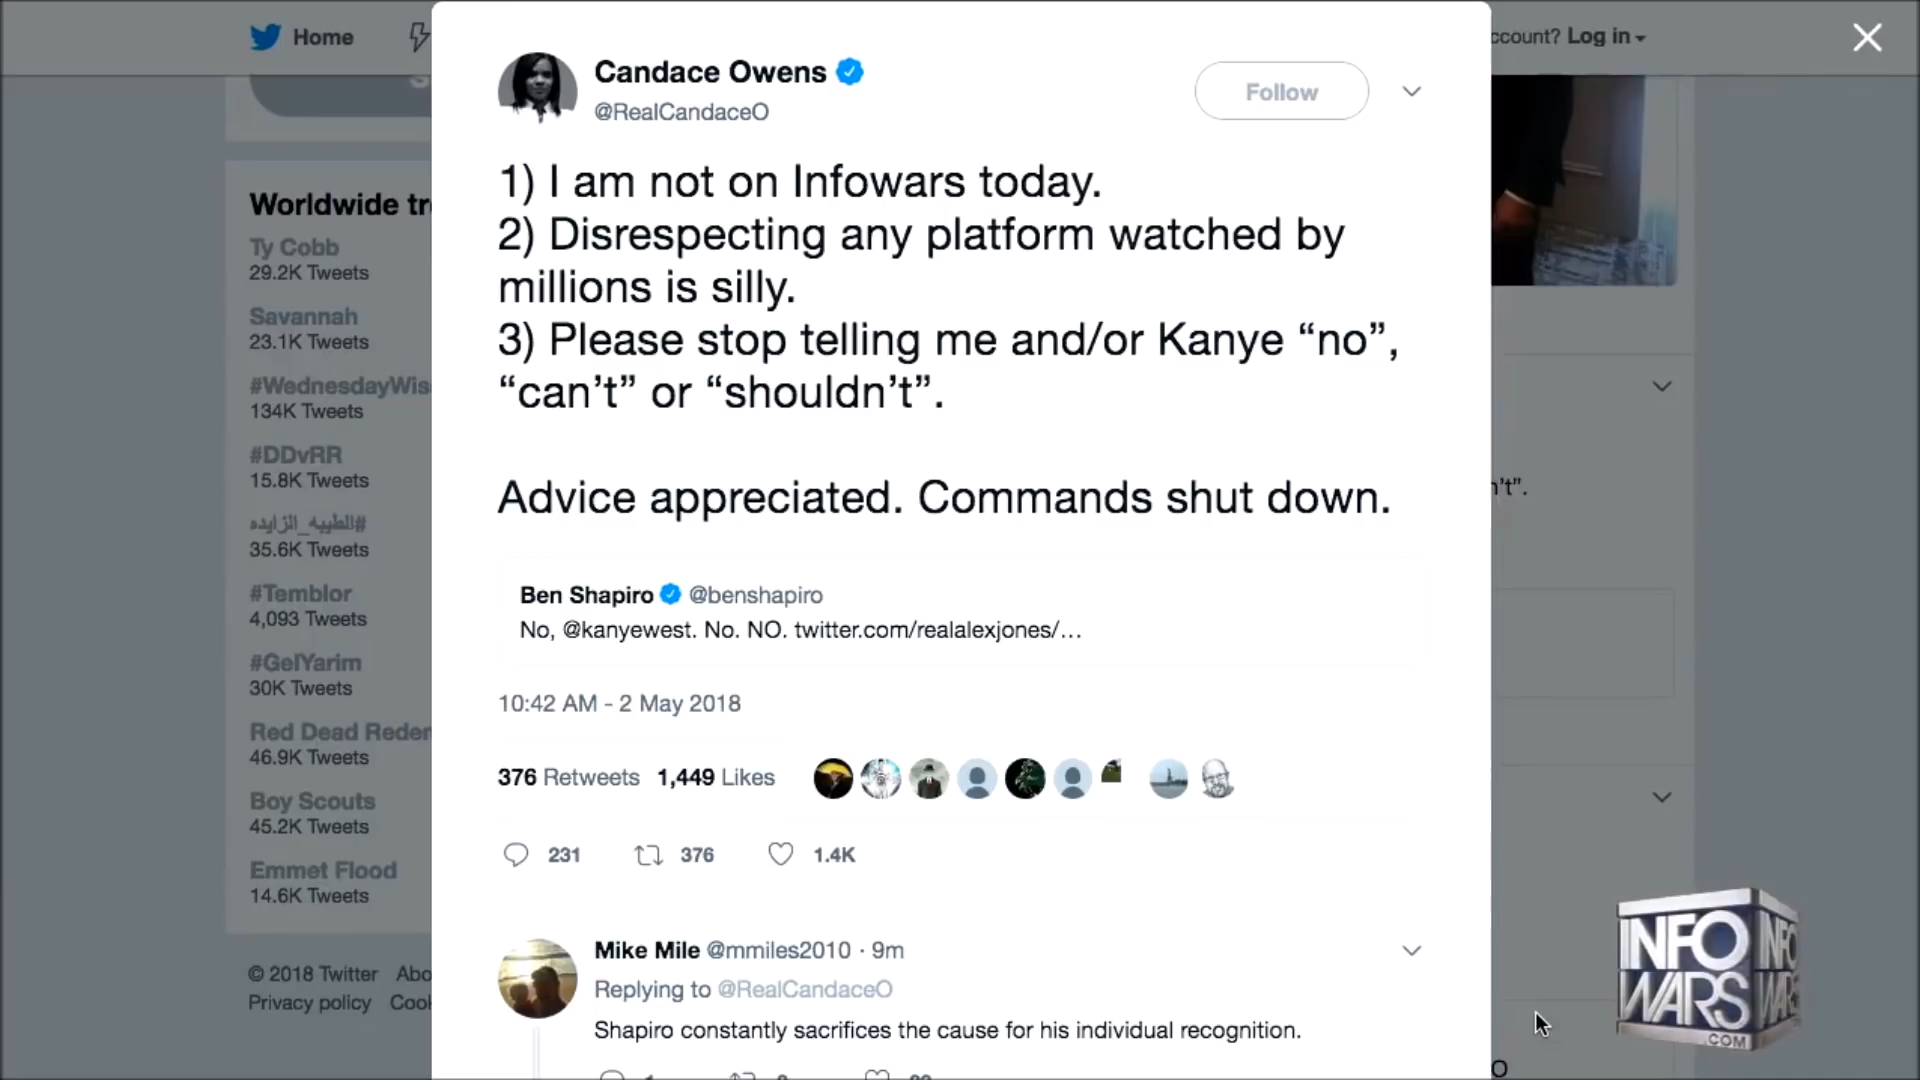 Home
ccount? Log in
Candace Owens
@RealCandaceO
Follow
1) I am not on Infowars today.
2) Disrespecting any platform watched by
millions is silly.
3) Please stop telling me and/or Kanye “no”,
“can’t” or “shouldn’t”.
Advice appreciated. Commands shut down.
Ben Shapiro @benshapiro
No, @kanyewest. No. NO. twitter.com/realalexjones/…
10:42 AM - 2 May 2018
376 Retweets 1,449 Likes
231 376 1.4K
Mike Mile @mmiles2010 · 9m
Replying to @RealCandaceO
Shapiro constantly sacrifices the cause for his individual recognition.
Worldwide tr
Ty Cobb
29.2K Tweets
Savannah
23.1K Tweets
#WednesdayWis
134K Tweets
#DDvRR
15.8K Tweets
#الطيبه_الزايده
35.6K Tweets
#Temblor
4,093 Tweets
#GelYarim
30K Tweets
Red Dead Reder
46.9K Tweets
Boy Scouts
45.2K Tweets
Emmet Flood
14.6K Tweets
© 2018 Twitter Abo
Privacy policy Cook
n’t”.
INFO
WARS
.COM